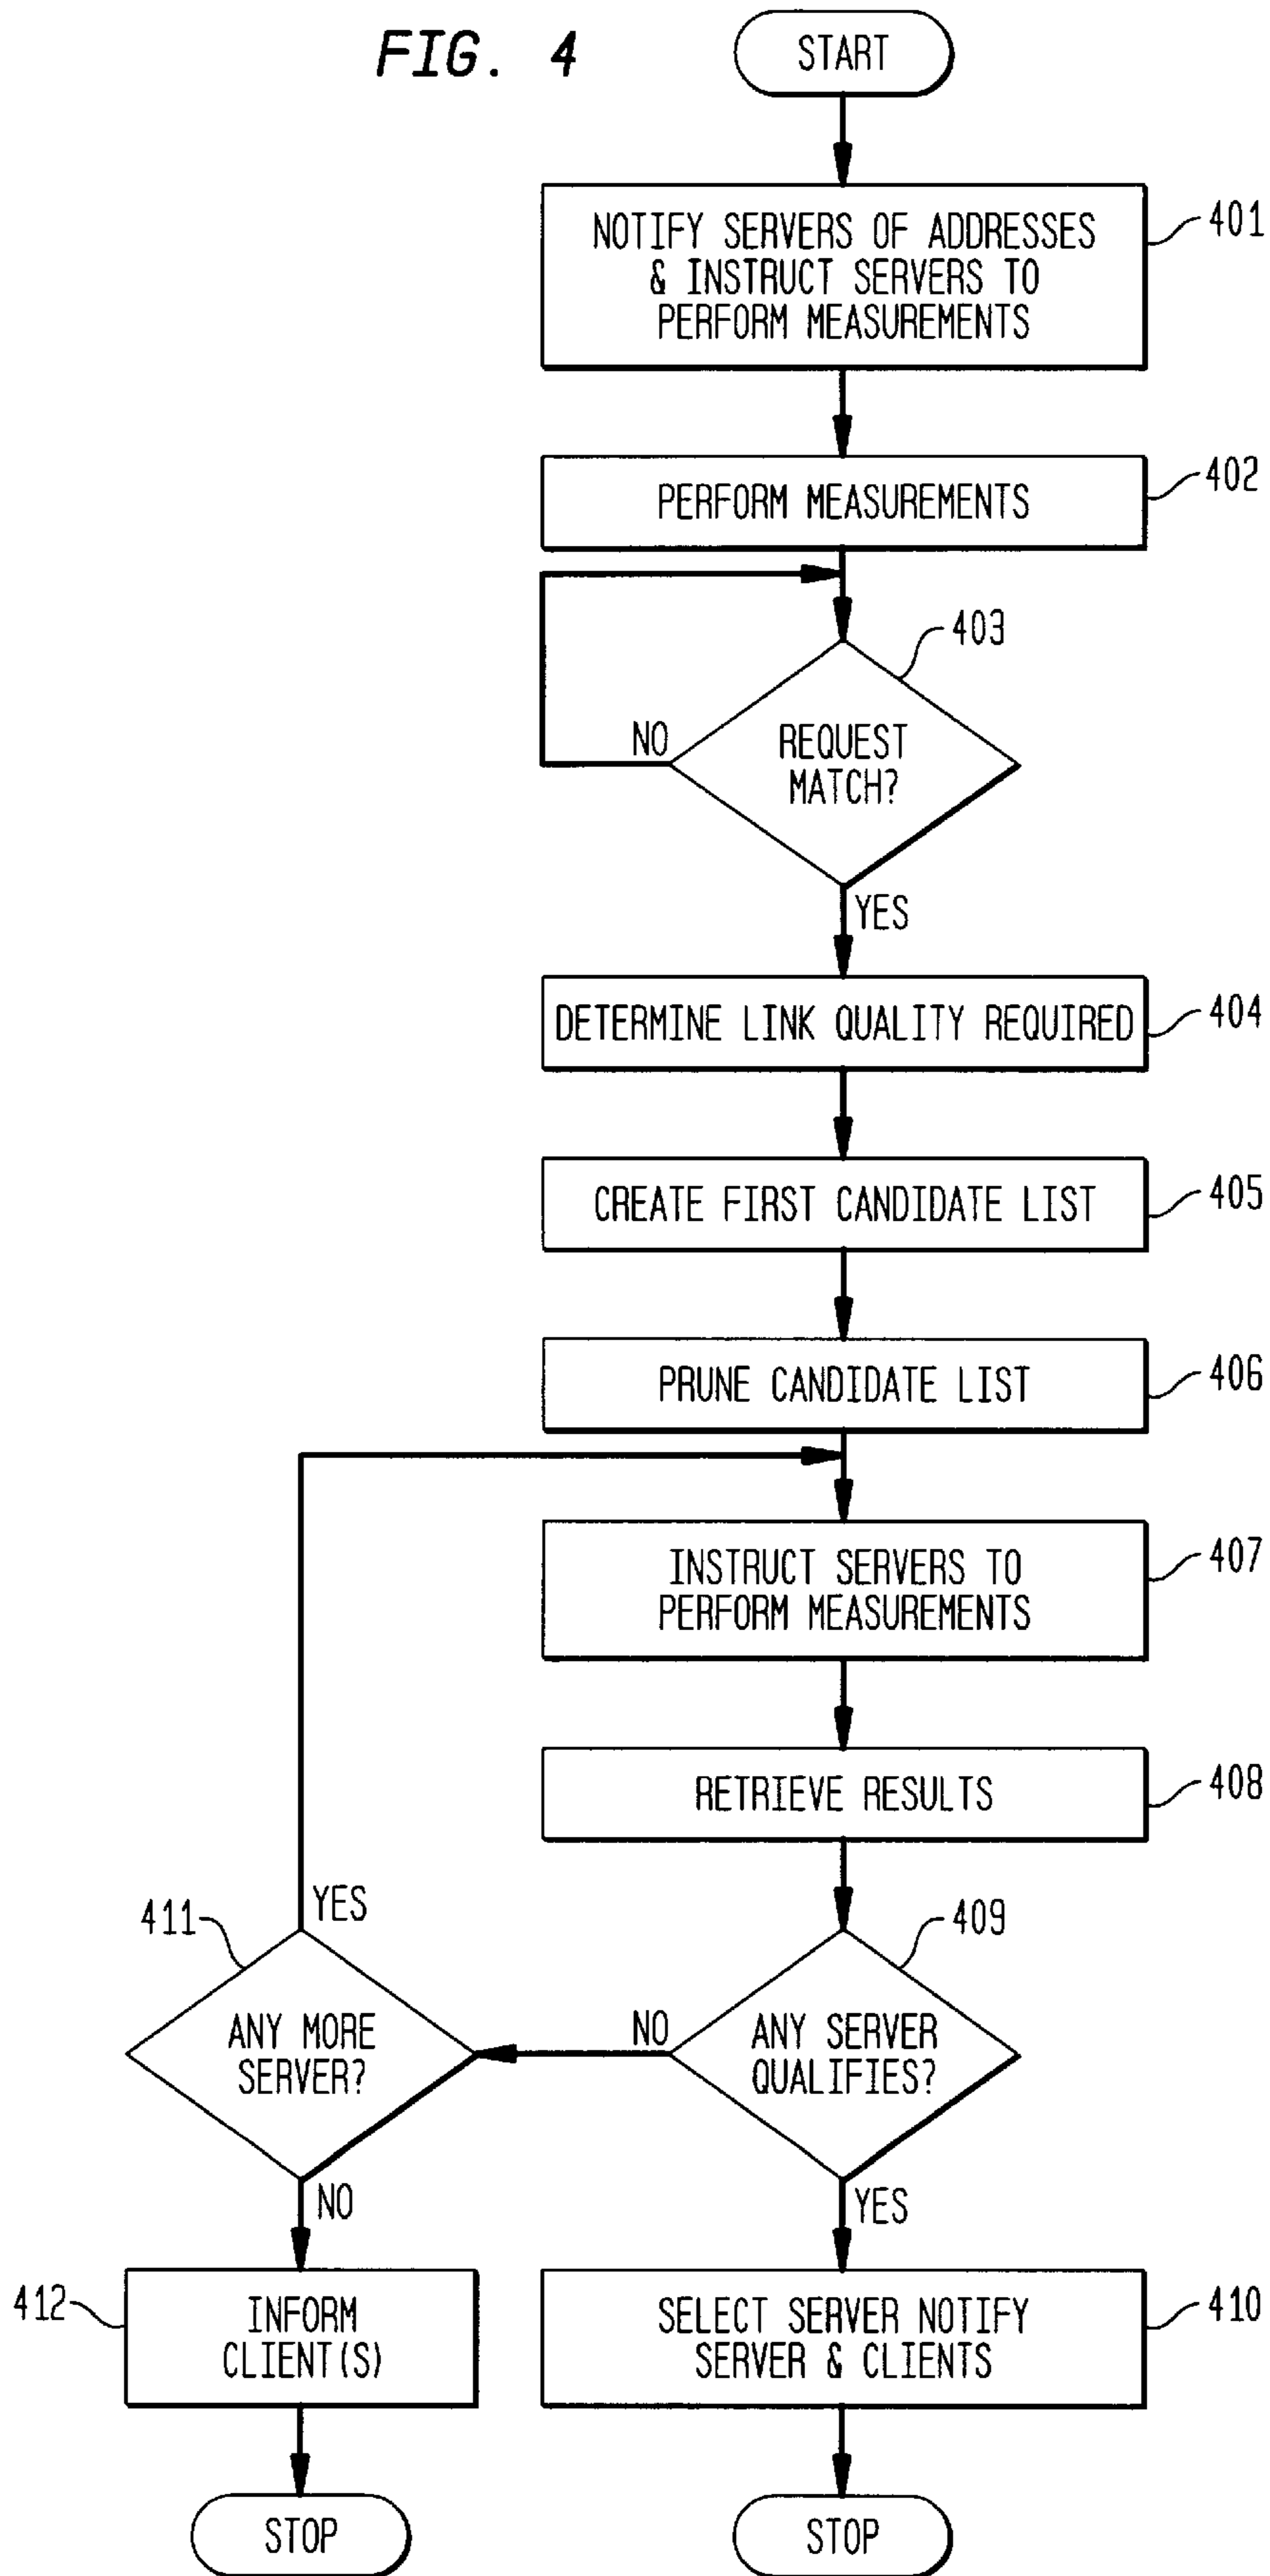 FIG. 4
START
NOTIFY SERVERS OF ADDRESSES
& INSTRUCT SERVERS TO
PERFORM MEASUREMENTS
401
PERFORM MEASUREMENTS
402
403
REQUEST
MATCH?
NO
YES
DETERMINE LINK QUALITY REQUIRED
404
CREATE FIRST CANDIDATE LIST
405
PRUNE CANDIDATE LIST
406
INSTRUCT SERVERS TO
PERFORM MEASUREMENTS
407
RETRIEVE RESULTS
408
409
ANY SERVER
QUALIFIES?
NO
YES
411
YES
ANY MORE
SERVER?
NO
412
INFORM
CLIENT(S)
SELECT SERVER NOTIFY
SERVER & CLIENTS
410
STOP
STOP